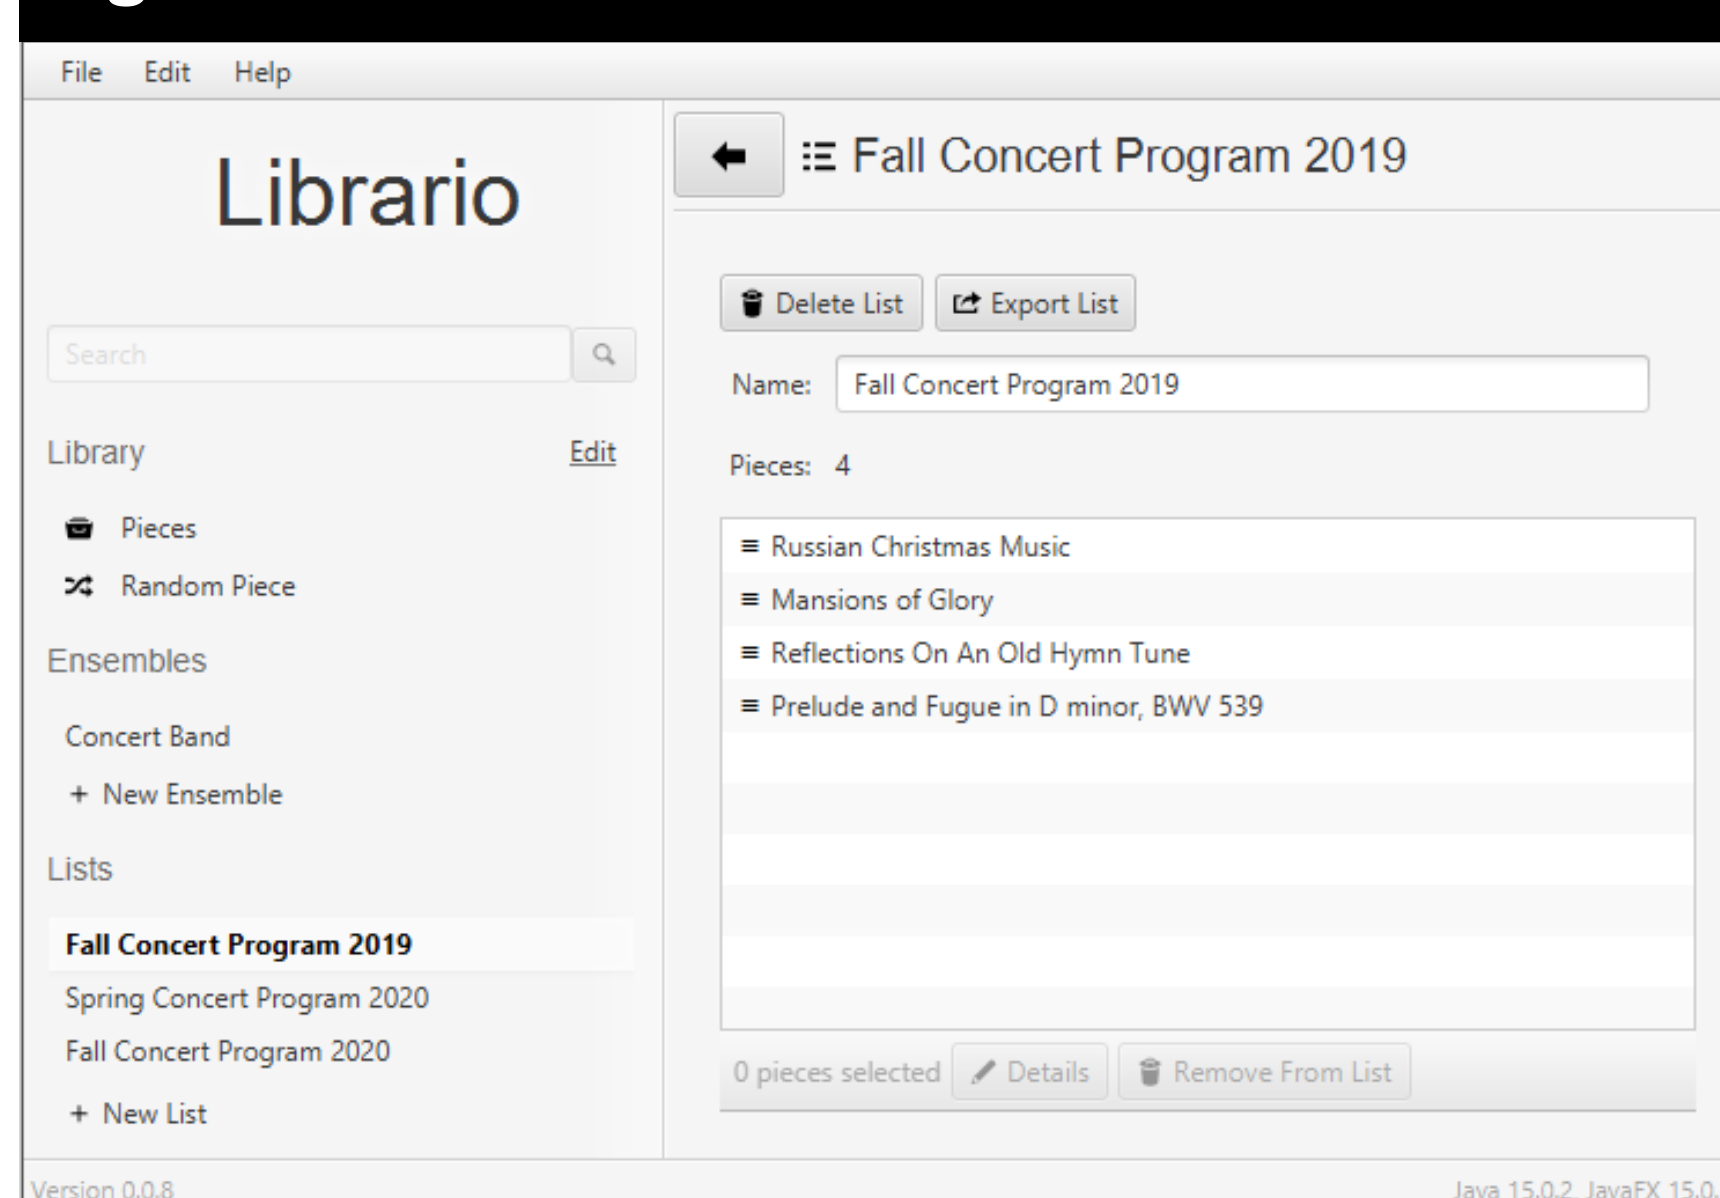 File Edit Help
Librario
Search
Library Edit
Pieces
Random Piece
Ensembles
Concert Band
+ New Ensemble
Lists
Fall Concert Program 2019
Spring Concert Program 2020
Fall Concert Program 2020
+ New List
Fall Concert Program 2019
Delete List Export List
Name: Fall Concert Program 2019
Pieces: 4
Russian Christmas Music
Mansions of Glory
Reflections On An Old Hymn Tune
Prelude and Fugue in D minor, BWV 539
0 pieces selected Details Remove From List
Version 0.0.8
Java 15.0.2, JavaFX 15.0.